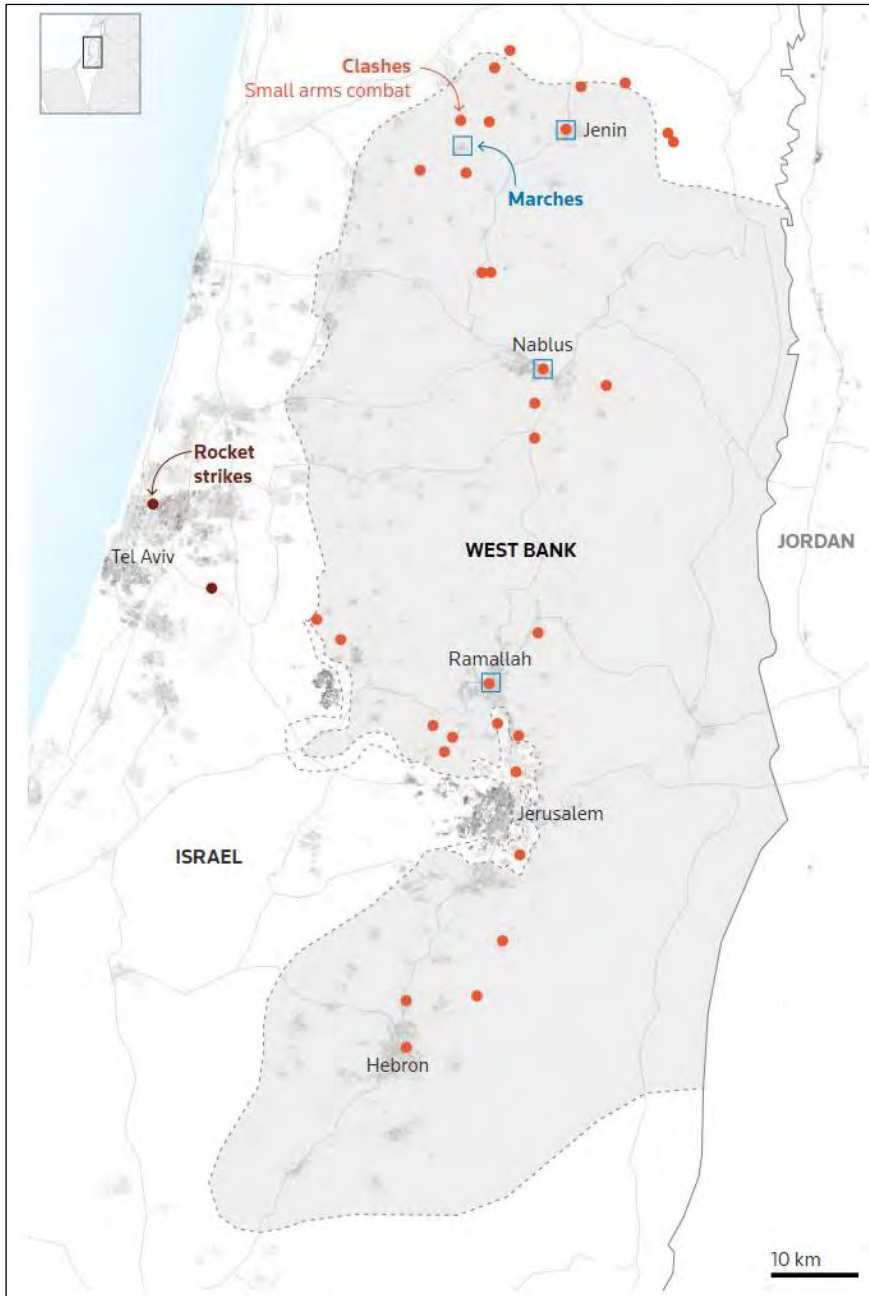 Clashes
Small arms combat
Jenin
Marches
Nablus
Rocket
strikes
WEST BANK
JORDAN
Tel Aviv
Ramallah
Jerusalem
ISRAEL
Hebron
10 km